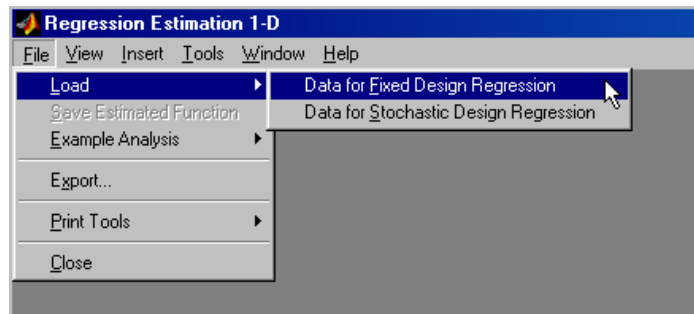 Regression Estimation 1-D
File View Insert Tools Window Help
Load
Data for Fixed Design Regression
Data for Stochastic Design Regression
Save Estimated Function
Example Analysis
Export...
Print Tools
Close